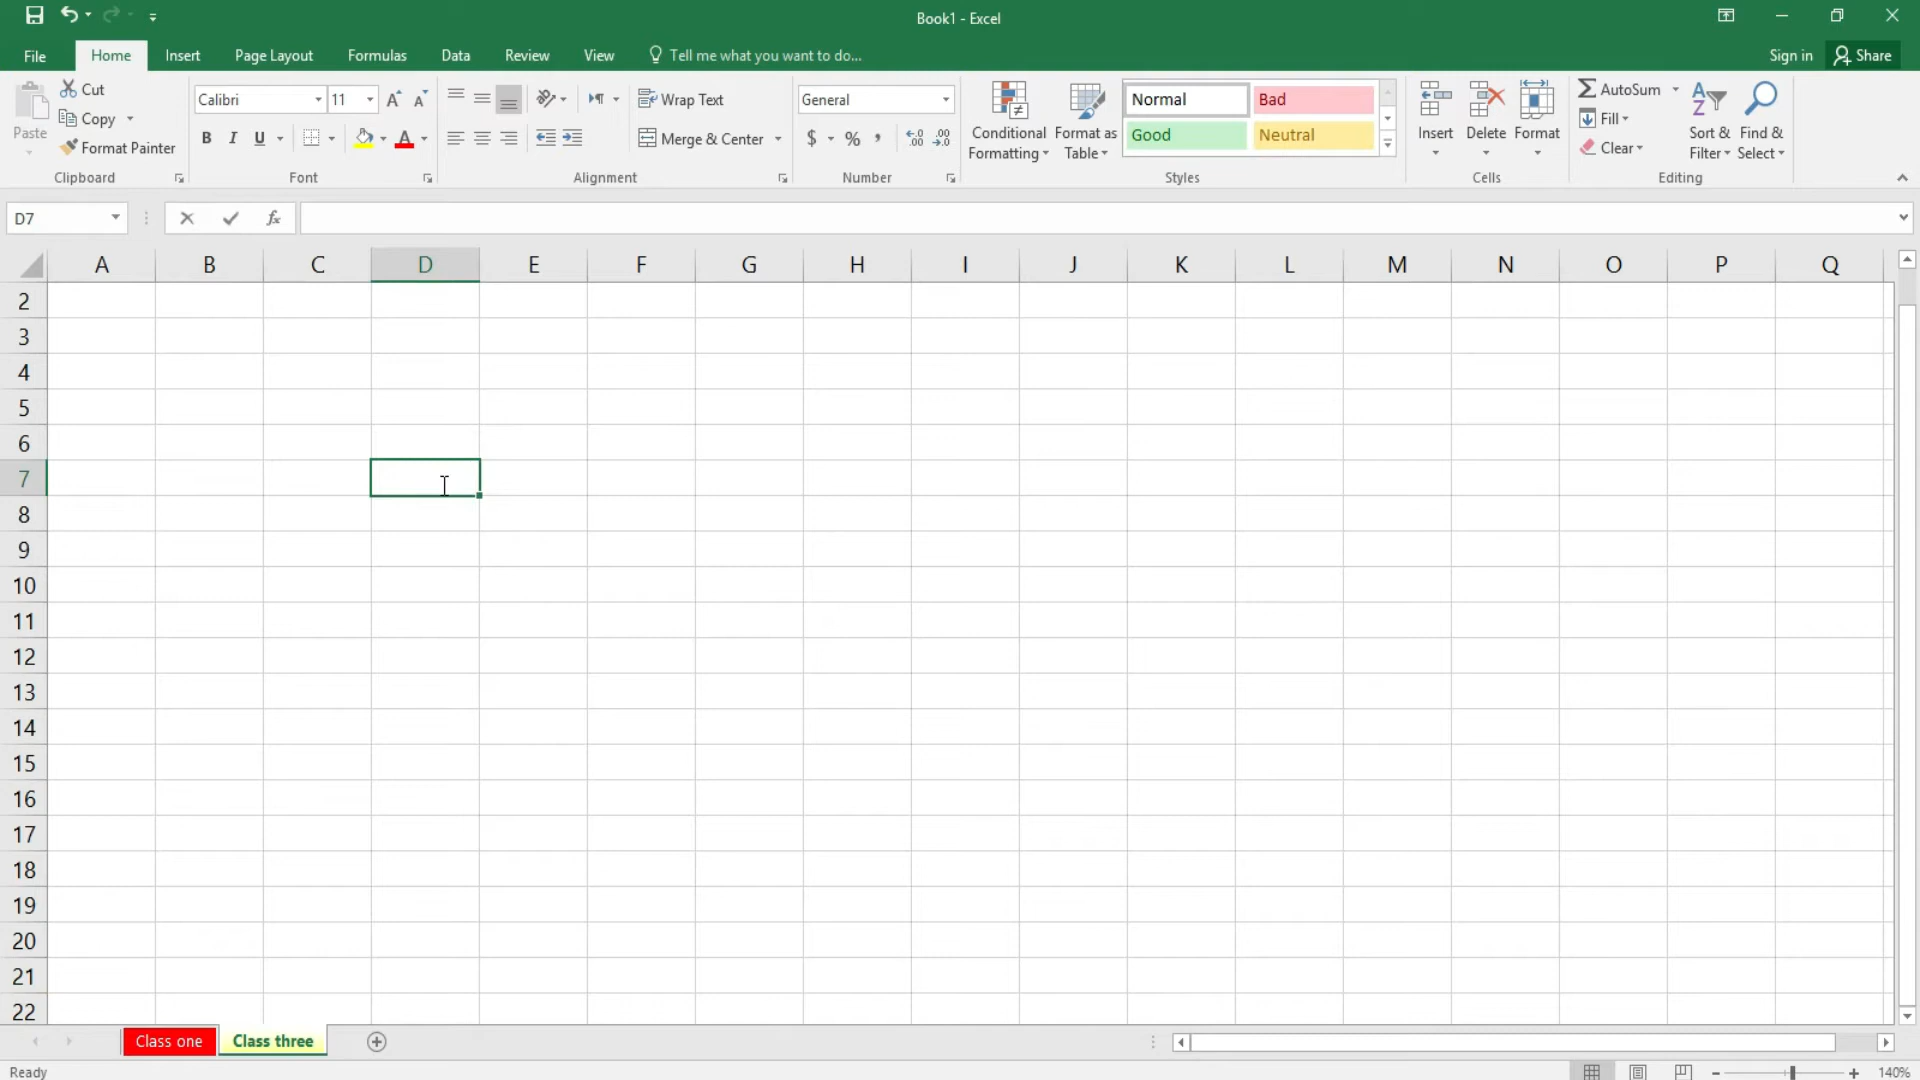 Book1 - Excel
File Home Insert Page Layout Formulas Data Review View Tell me what you want to do... Sign in Share
Paste
Cut
Copy
Format Painter
Clipboard
Calibri 11
B I U
Font
Wrap Text
Merge & Center
Alignment
General
$ % ,
Number
Conditional Formatting
Format as Table
Normal Bad
Good Neutral
Styles
Insert Delete Format
Cells
AutoSum
Fill
Clear
Sort & Filter
Find & Select
Editing
D7 fx
A B C D E F G H I J K L M N O P Q
2
3
4
5
6
7
8
9
10
11
12
13
14
15
16
17
18
19
20
21
22
Class one Class three
Ready 140%